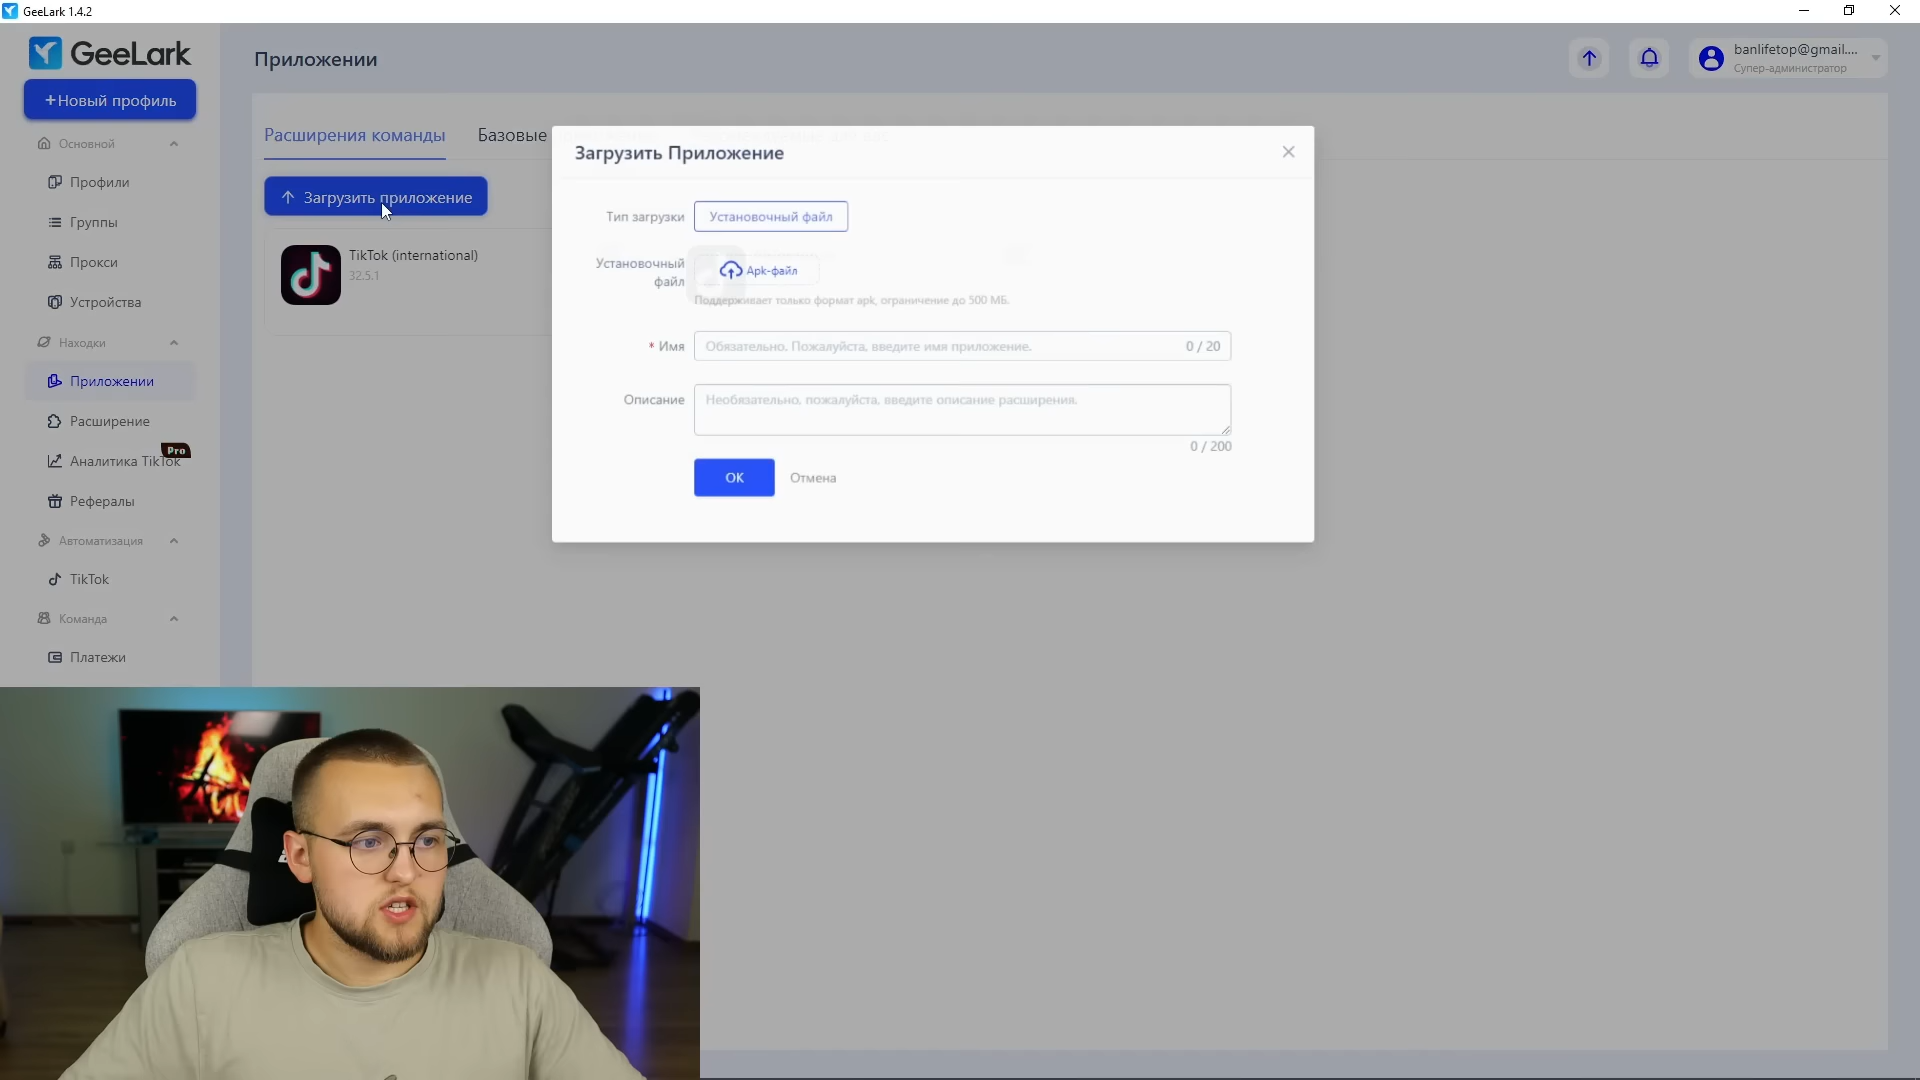 GeeLark 1.4.2
GeeLark
Приложении
banlifetop@gmail....
Супер-администратор
+Новый профиль
Основной
Профили
Группы
Прокси
Устройства
Находки
Приложении
Расширение
Pro
Аналитика TikTok
Рефералы
Автоматизация
TikTok
Команда
Платежи
Расширения команды
Базовые
Загрузить приложение
TikTok (international)
32.5.1
Загрузить Приложение
Тип загрузки
Установочный файл
Установочный
файл
Apk-файл
Поддерживает только формат apk, ограничение до 500 МБ.
* Имя
Обязательно. Пожалуйста, введите имя приложение.
0 / 20
Описание
Необязательно, пожалуйста, введите описание расширения.
0 / 200
OK
Отмена